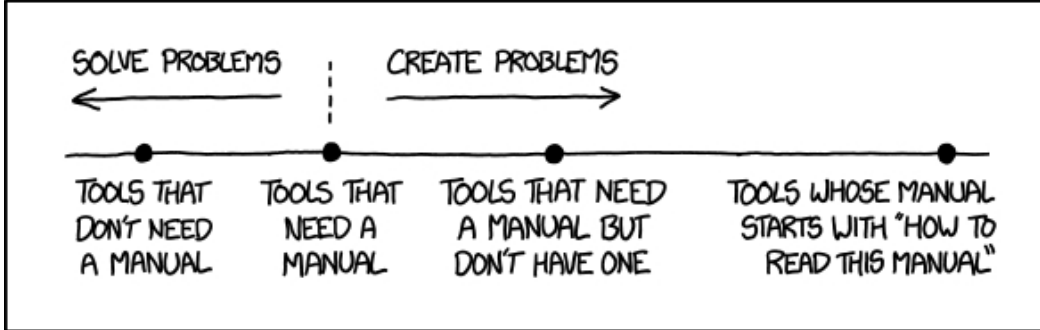 SOLVE PROBLEMS
CREATE PROBLEMS
TOOLS THAT
DON'T NEED
A MANUAL
TOOLS THAT
NEED A
MANUAL
TOOLS THAT NEED
A MANUAL BUT
DON'T HAVE ONE
TOOLS WHOSE MANUAL
STARTS WITH "HOW TO
READ THIS MANUAL"